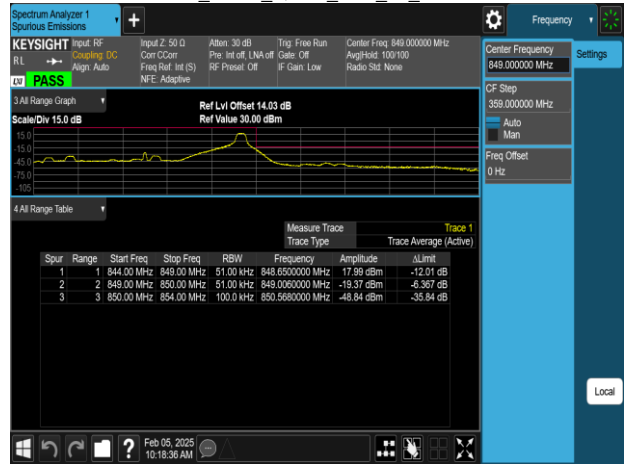 Spectrum Analyzer 1
Spurious Emissions
Frequency
KEYSIGHT Input: RF Input Z: 50 Ω Atten: 30 dB Trig: Free Run Center Freq: 849.000000 MHz
RL Coupling: DC Corr CCorr Pre: Int off, LNA off Gate: Off Avg|Hold: 100/100
Align: Auto Freq Ref: Int (S) RF Presel: Off IF Gain: Low Radio Std: None
LXI PASS NFE: Adaptive
Center Frequency
849.000000 MHz
Settings
CF Step
359.000000 MHz
Auto
Man
Freq Offset
0 Hz
Local
3 All Range Graph
Ref Lvl Offset 14.03 dB
Scale/Div 15.0 dB Ref Value 30.00 dBm
15.0
-15.0
-45.0
-75.0
-105
4 All Range Table
Measure Trace Trace 1
Trace Type Trace Average (Active)
Spur Range Start Freq Stop Freq RBW Frequency Amplitude ΔLimit
1 1 844.00 MHz 849.00 MHz 51.00 kHz 848.6500000 MHz 17.99 dBm -12.01 dB
2 2 849.00 MHz 850.00 MHz 51.00 kHz 849.0060000 MHz -19.37 dBm -6.367 dB
3 3 850.00 MHz 854.00 MHz 100.0 kHz 850.5680000 MHz -48.84 dBm -35.84 dB
Feb 05, 2025
10:18:36 AM